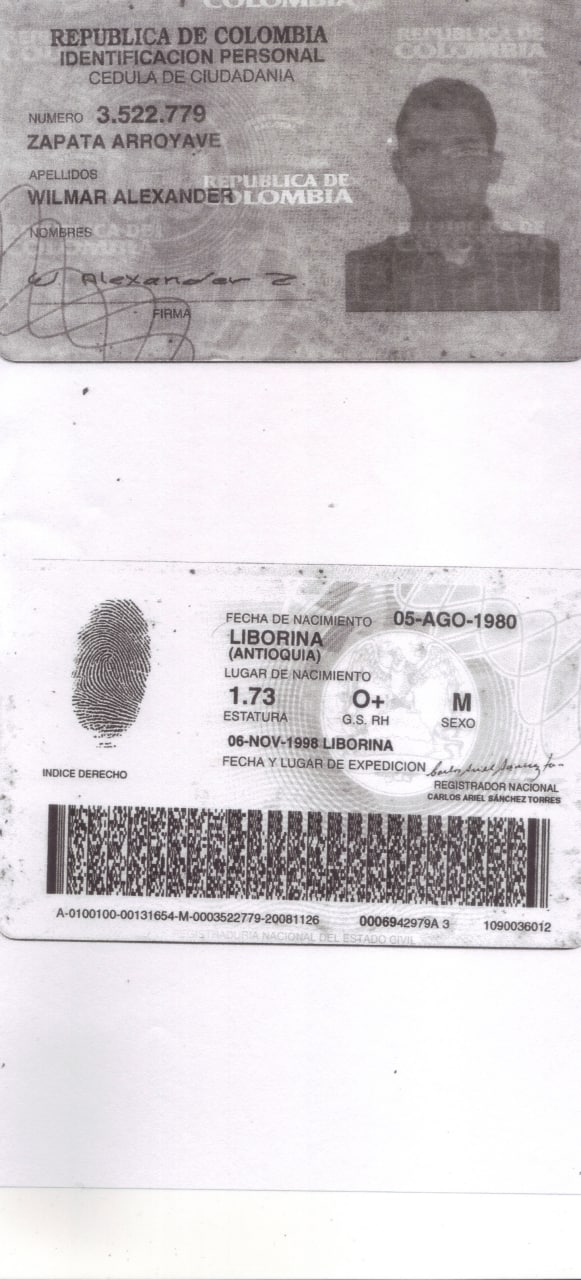 COLOMBIA
REPUBLICA DE COLOMBIA
IDENTIFICACION PERSONAL
CEDULA DE CIUDADANIA
REPUBLICA DE
COLOMBIA
NUMERO 3.522.779
ZAPATA ARROYAVE
APELLIDOS
WILMAR ALEXANDER
REPUBLICA DE
COLOMBIA
NOMBRES
W Alexander Z
FIRMA
FECHA DE NACIMIENTO 05-AGO-1980
LIBORINA
(ANTIOQUIA)
LUGAR DE NACIMIENTO
1.73 O+ M
ESTATURA G.S. RH SEXO
06-NOV-1998 LIBORINA
FECHA Y LUGAR DE EXPEDICION
INDICE DERECHO
REGISTRADOR NACIONAL
CARLOS ARIEL SÁNCHEZ TORRES
A-0100100-00131654-M-0003522779-20081126 0006942979A 3 1090036012
REGISTRADURIA NACIONAL DEL ESTADO CIVIL